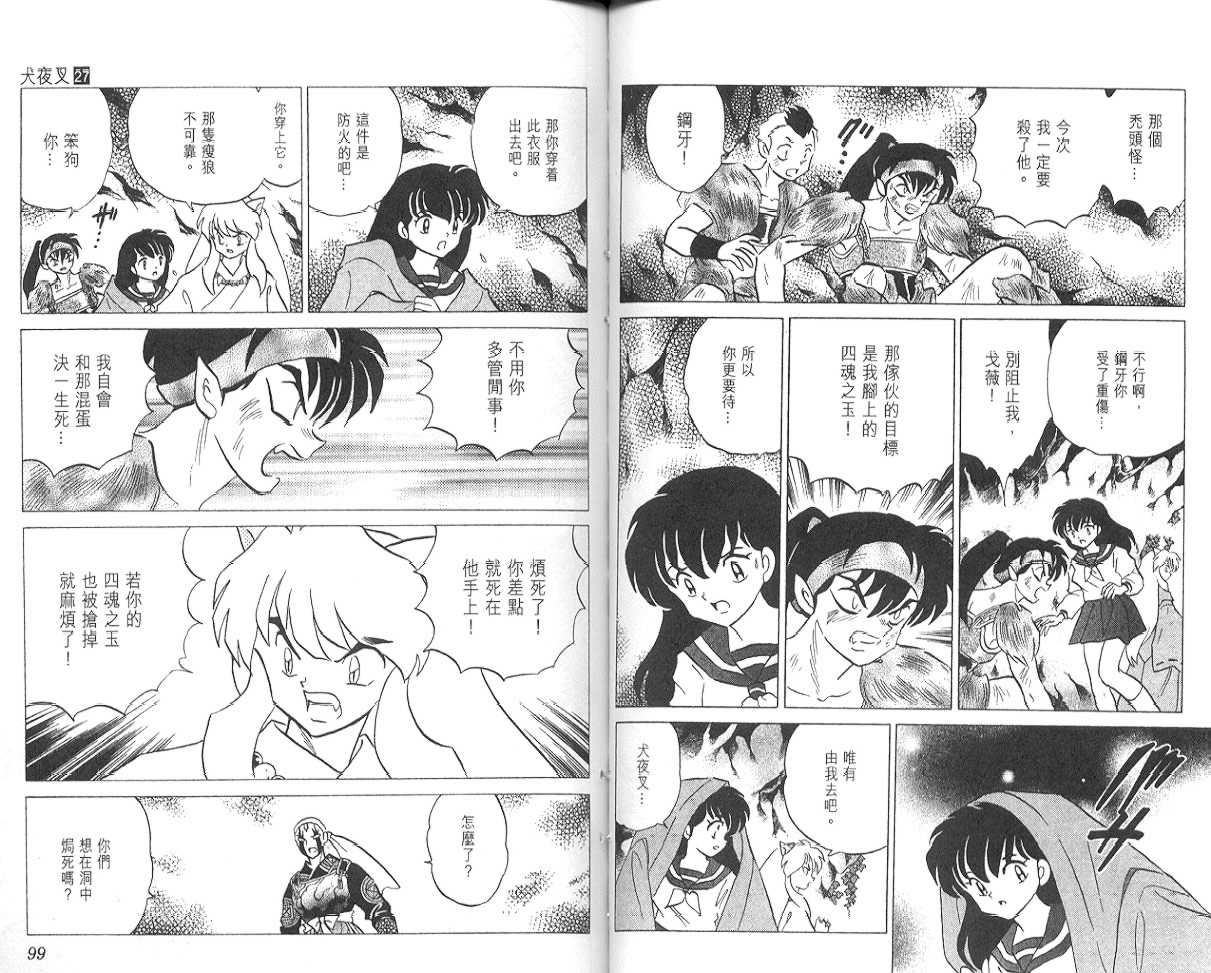 那個
禿頭怪…
今次
我一定要
殺了他。
グ…
鋼牙！
不行啊，
鋼牙你
受了重傷…
別阻止我，
戈薇！
那傢伙的目標
是我腳上的
四魂之玉！
所以
你更要待…
唯有
由我去吧。
犬夜叉…
犬夜叉27
那你穿着
此衣服
出去吧。
這件是
防火的吧…
你穿上它。
那隻瘦狼
不可靠。
笨狗
你…
不用你
多管閒事！
我自會
和那混蛋
決一生死…
煩死了！
你差點
就死在
他手上！
若你的
四魂之玉
也被搶掉
就麻煩了！
怎麼了？
你們
想在洞中
焗死嗎？
99